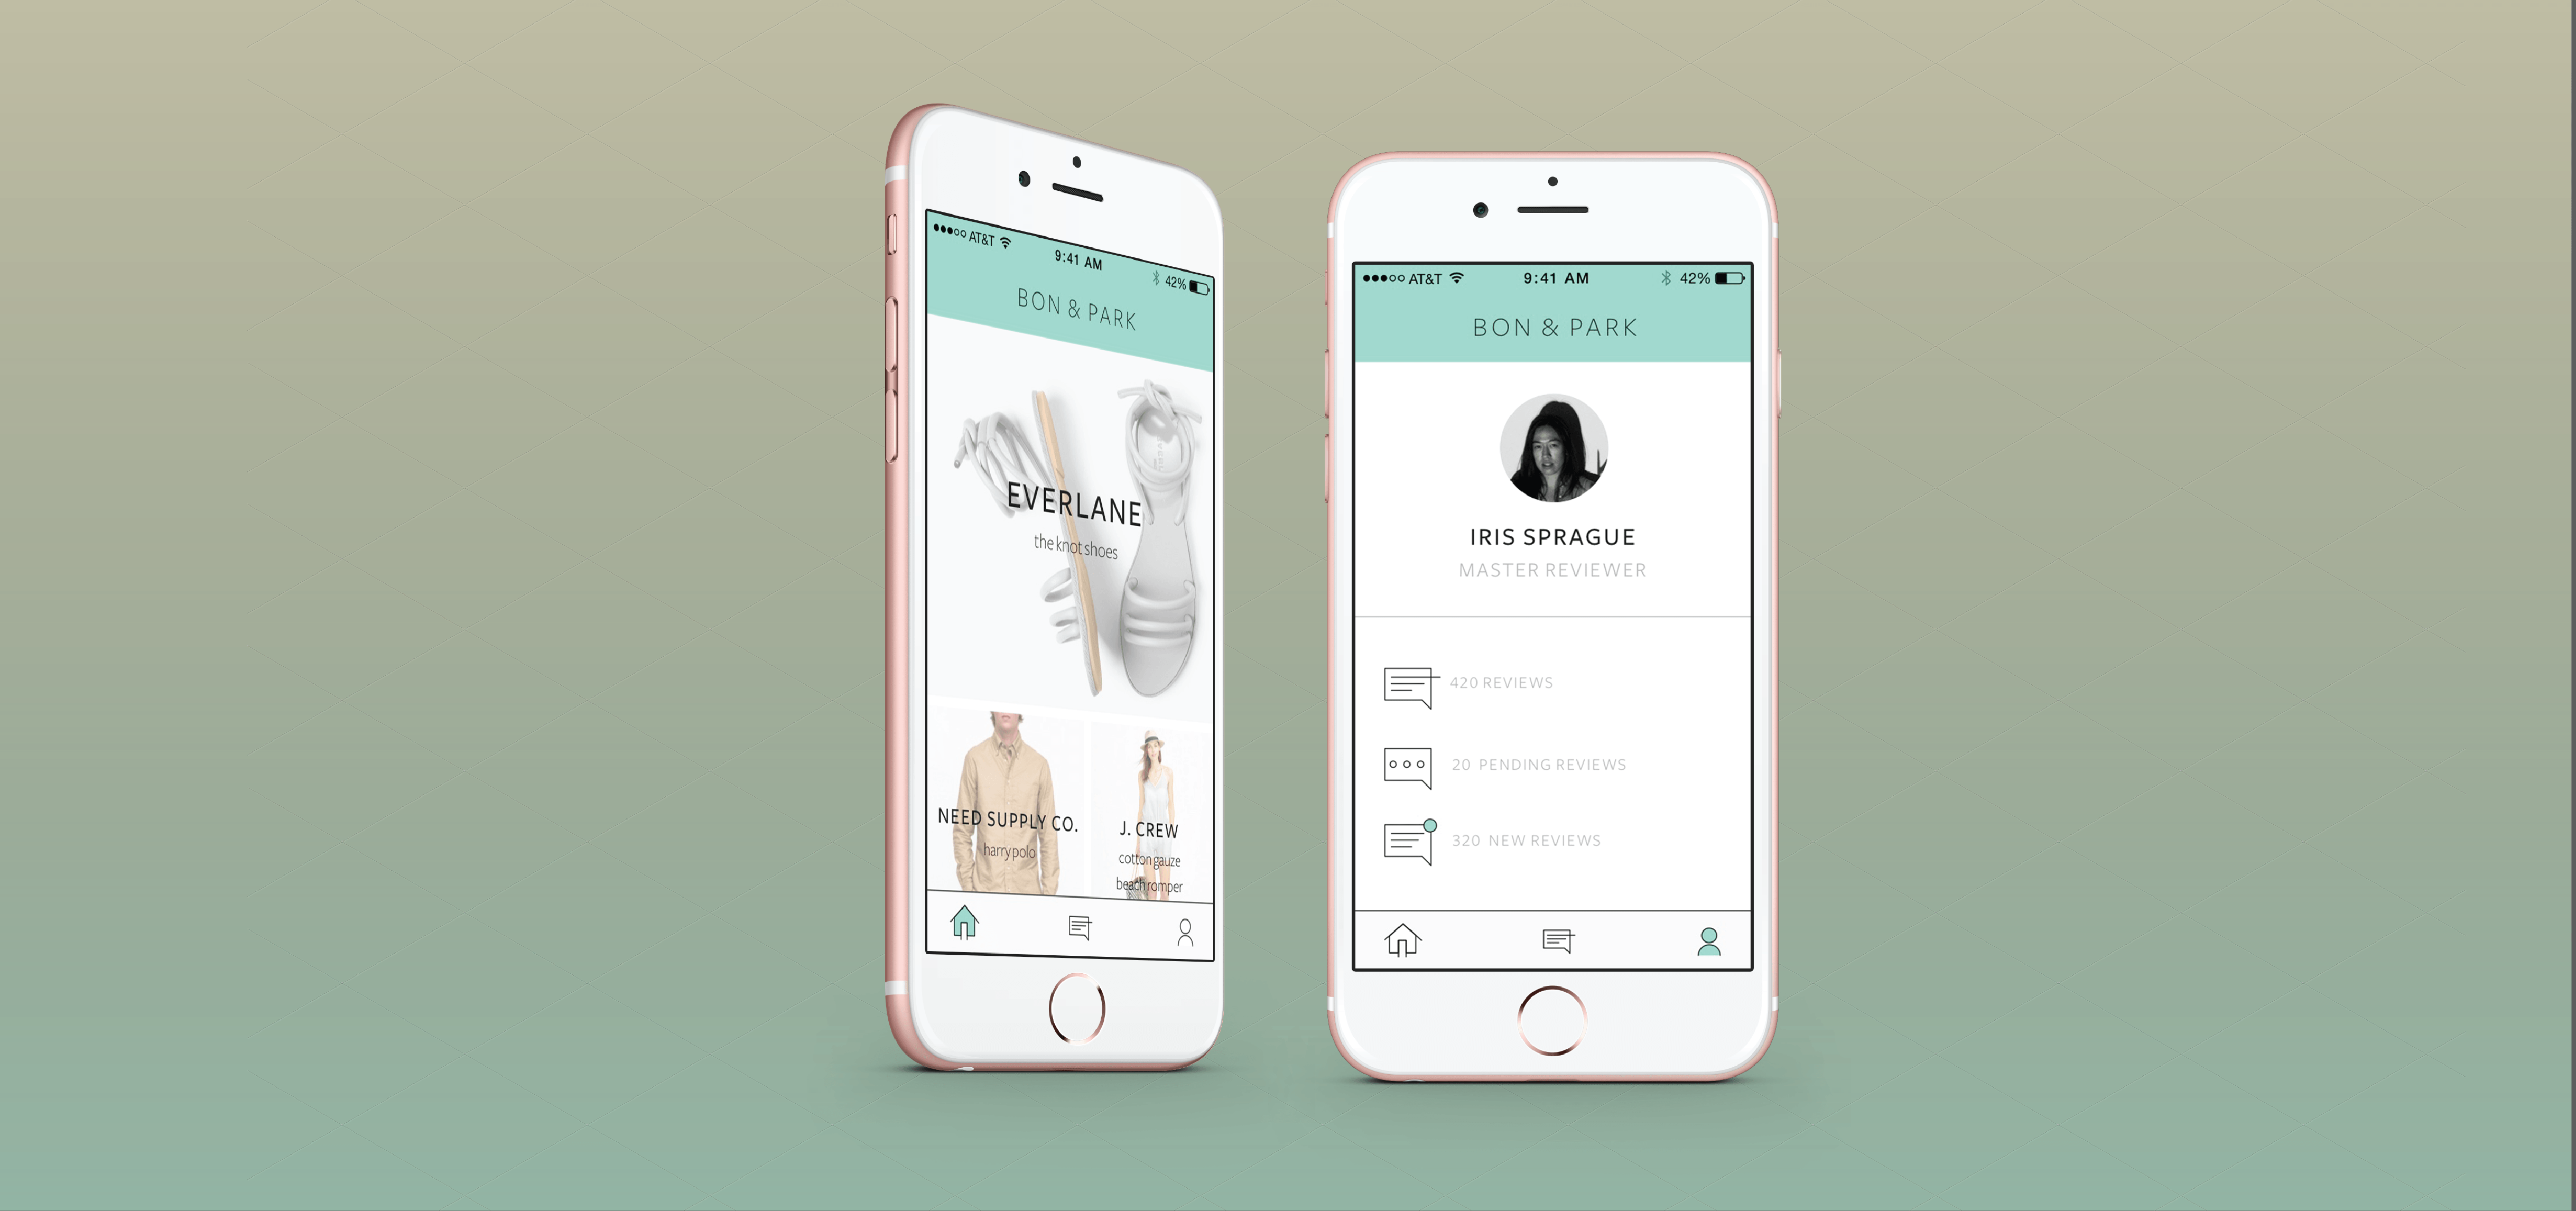 AT&T 9:41 AM 42%
BON & PARK
EVERLANE
the knot shoes
NEED SUPPLY CO.
harry polo
J. CREW
cotton gauze
beach romper
AT&T 9:41 AM 42%
BON & PARK
IRIS SPRAGUE
MASTER REVIEWER
420 REVIEWS
20 PENDING REVIEWS
320 NEW REVIEWS